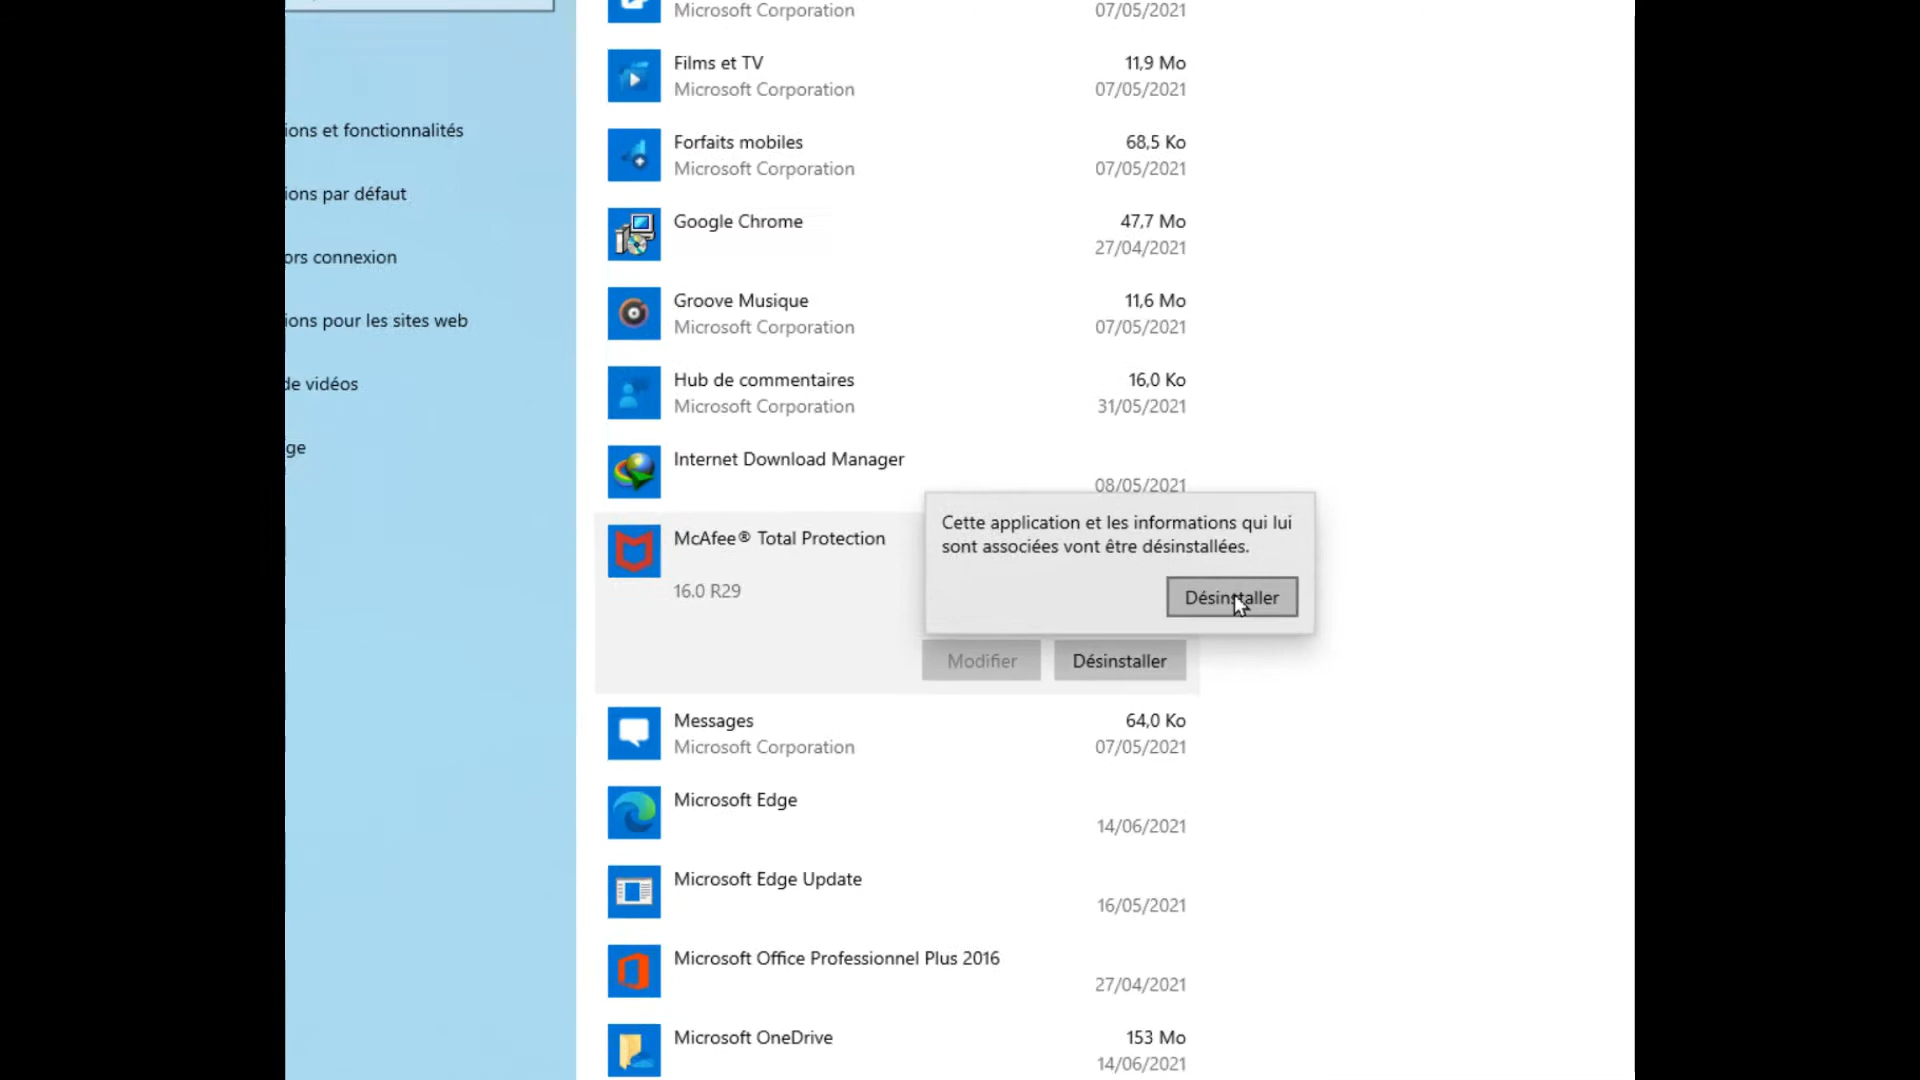 ions et fonctionnalités
ions par défaut
ors connexion
ions pour les sites web
de vidéos
ge
Microsoft Corporation
07/05/2021
Films et TV
11,9 Mo
Microsoft Corporation
07/05/2021
Forfaits mobiles
68,5 Ko
Microsoft Corporation
07/05/2021
Google Chrome
47,7 Mo
27/04/2021
Groove Musique
11,6 Mo
Microsoft Corporation
07/05/2021
Hub de commentaires
16,0 Ko
Microsoft Corporation
31/05/2021
Internet Download Manager
08/05/2021
McAfee® Total Protection
16.0 R29
Cette application et les informations qui lui
sont associées vont être désinstallées.
Désinstaller
Modifier
Désinstaller
Messages
64,0 Ko
Microsoft Corporation
07/05/2021
Microsoft Edge
14/06/2021
Microsoft Edge Update
16/05/2021
Microsoft Office Professionnel Plus 2016
27/04/2021
Microsoft OneDrive
153 Mo
14/06/2021